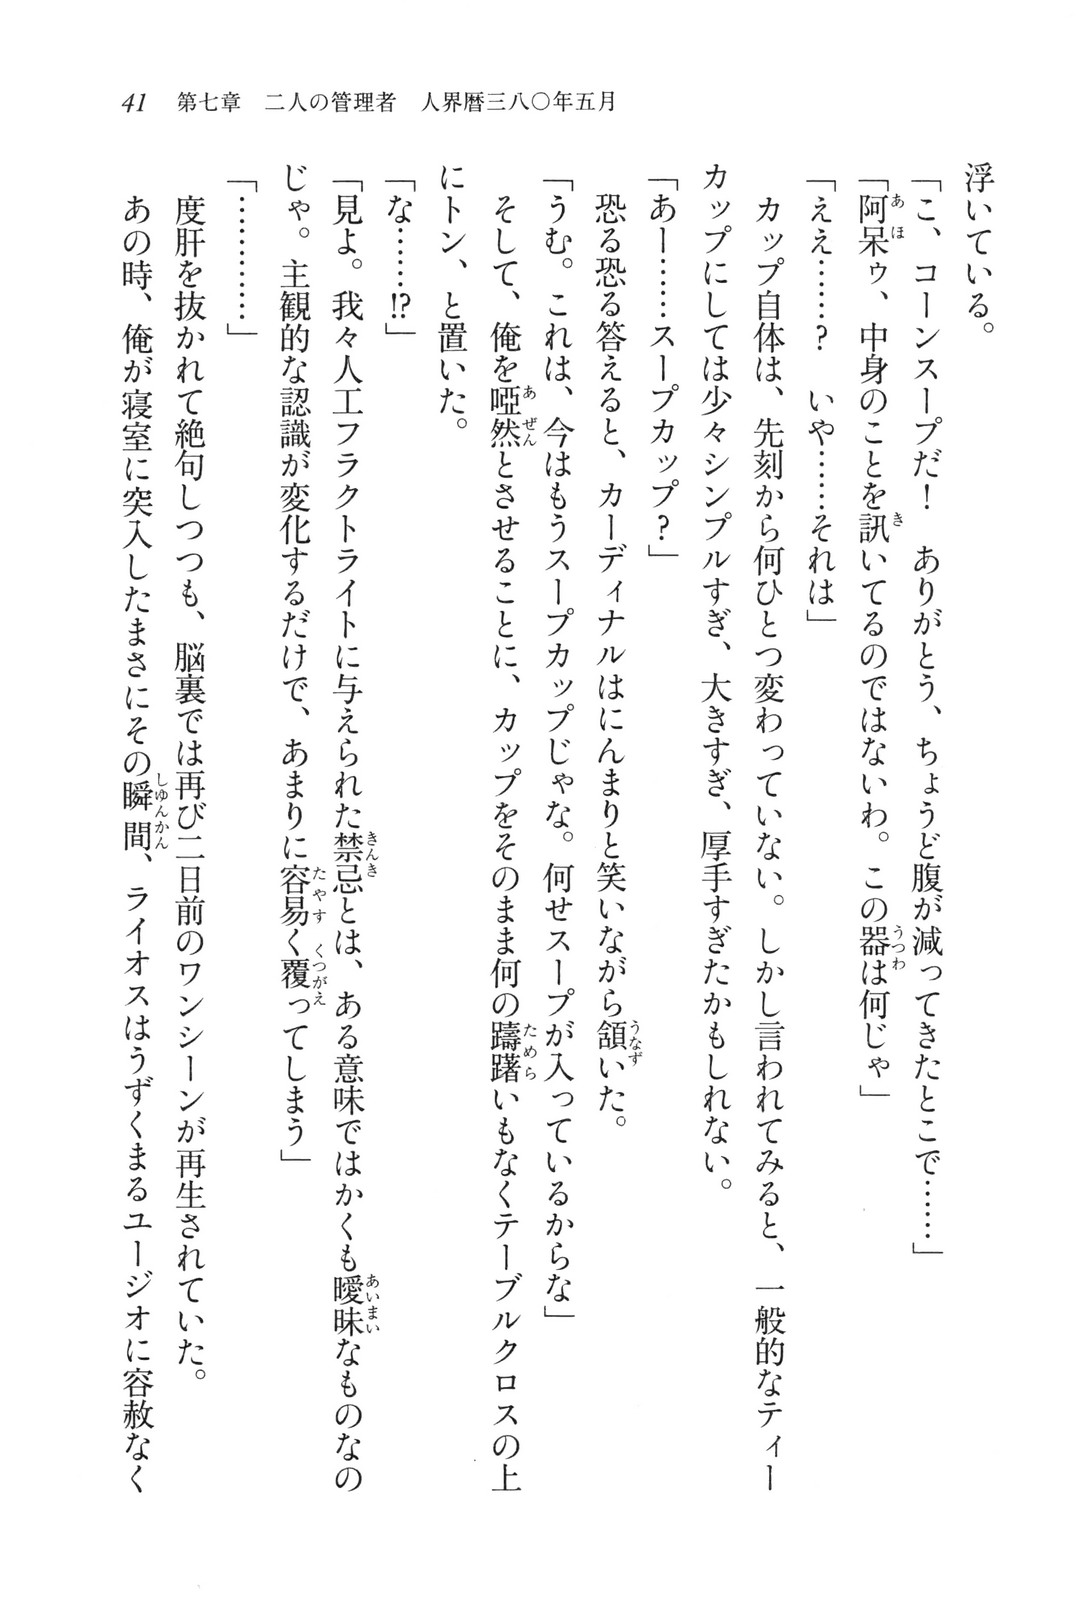 41　第七章　二人の管理者　人界暦三八〇年五月
浮いている。
「こ、コーンスープだ！　ありがとう、ちょうど腹が減ってきたとこで……」
「阿呆ゥ、中身のことを訊いてるのではないわ。この器は何じゃ」
「ええ……？　いや……それは」
　カップ自体は、先刻から何ひとつ変わっていない。しかし言われてみると、一般的なティー
カップにしては少々シンプルすぎ、大きすぎ、厚手すぎたかもしれない。
「あー……スープカップ？」
　恐る恐る答えると、カーディナルはにんまりと笑いながら頷いた。
「うむ。これは、今はもうスープカップじゃな。何せスープが入っているからな」
　そして、俺を啞然とさせることに、カップをそのまま何の躊躇いもなくテーブルクロスの上
にトン、と置いた。
「な……!?」
「見よ。我々人工フラクトライトに与えられた禁忌とは、ある意味ではかくも曖昧なものなの
じゃ。主観的な認識が変化するだけで、あまりに容易く覆ってしまう」
「…………」
　度肝を抜かれて絶句しつつも、脳裏では再び二日前のワンシーンが再生されていた。
　あの時、俺が寝室に突入したまさにその瞬間、ライオスはうずくまるユージオに容赦なく